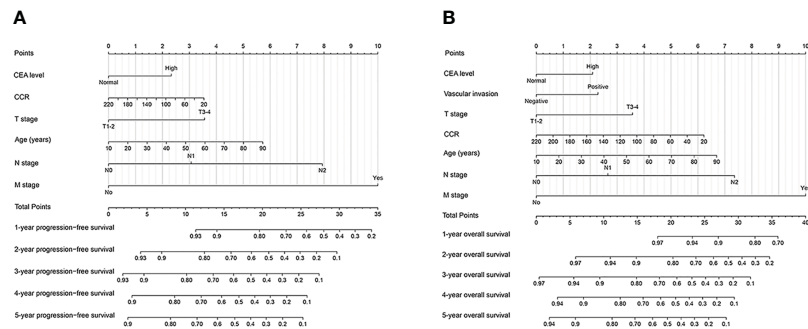 A
Points
0 1 2 3 4 5 6 7 8 9 10
CEA level
High
Normal
CCR
220 180 140 100 60 20
T stage
T3-4
T1-2
Age (years)
10 20 30 40 50 60 70 80 90
N stage
N1
N0 N2
M stage
Yes
No
Total Points
0 5 10 15 20 25 30 35
1-year progression-free survival
0.93 0.9 0.80 0.70 0.6 0.5 0.4 0.3 0.2
2-year progression-free survival
0.93 0.9 0.80 0.70 0.6 0.5 0.4 0.3 0.2 0.1
3-year progression-free survival
0.93 0.9 0.80 0.70 0.6 0.5 0.4 0.3 0.2 0.1
4-year progression-free survival
0.9 0.80 0.70 0.6 0.5 0.4 0.3 0.2 0.1
5-year progression-free survival
0.9 0.80 0.70 0.6 0.5 0.4 0.3 0.2 0.1
B
Points
0 1 2 3 4 5 6 7 8 9 10
CEA level
High
Normal
Vascular invasion
Positive
Negative
T stage
T3-4
T1-2
CCR
220 200 180 160 140 120 100 80 60 40 20
Age (years)
10 20 30 40 50 60 70 80 90
N stage
N1
N0 N2
M stage
Yes
No
Total Points
0 5 10 15 20 25 30 35 40
1-year overall survival
0.97 0.94 0.9 0.80 0.70 0.6
2-year overall survival
0.97 0.94 0.9 0.80 0.70 0.6 0.5 0.4 0.3 0.2
3-year overall survival
0.97 0.94 0.9 0.80 0.70 0.6 0.5 0.4 0.3 0.2 0.1
4-year overall survival
0.94 0.9 0.80 0.70 0.6 0.5 0.4 0.3 0.2 0.1
5-year overall survival
0.94 0.9 0.80 0.70 0.6 0.5 0.4 0.3 0.2 0.1